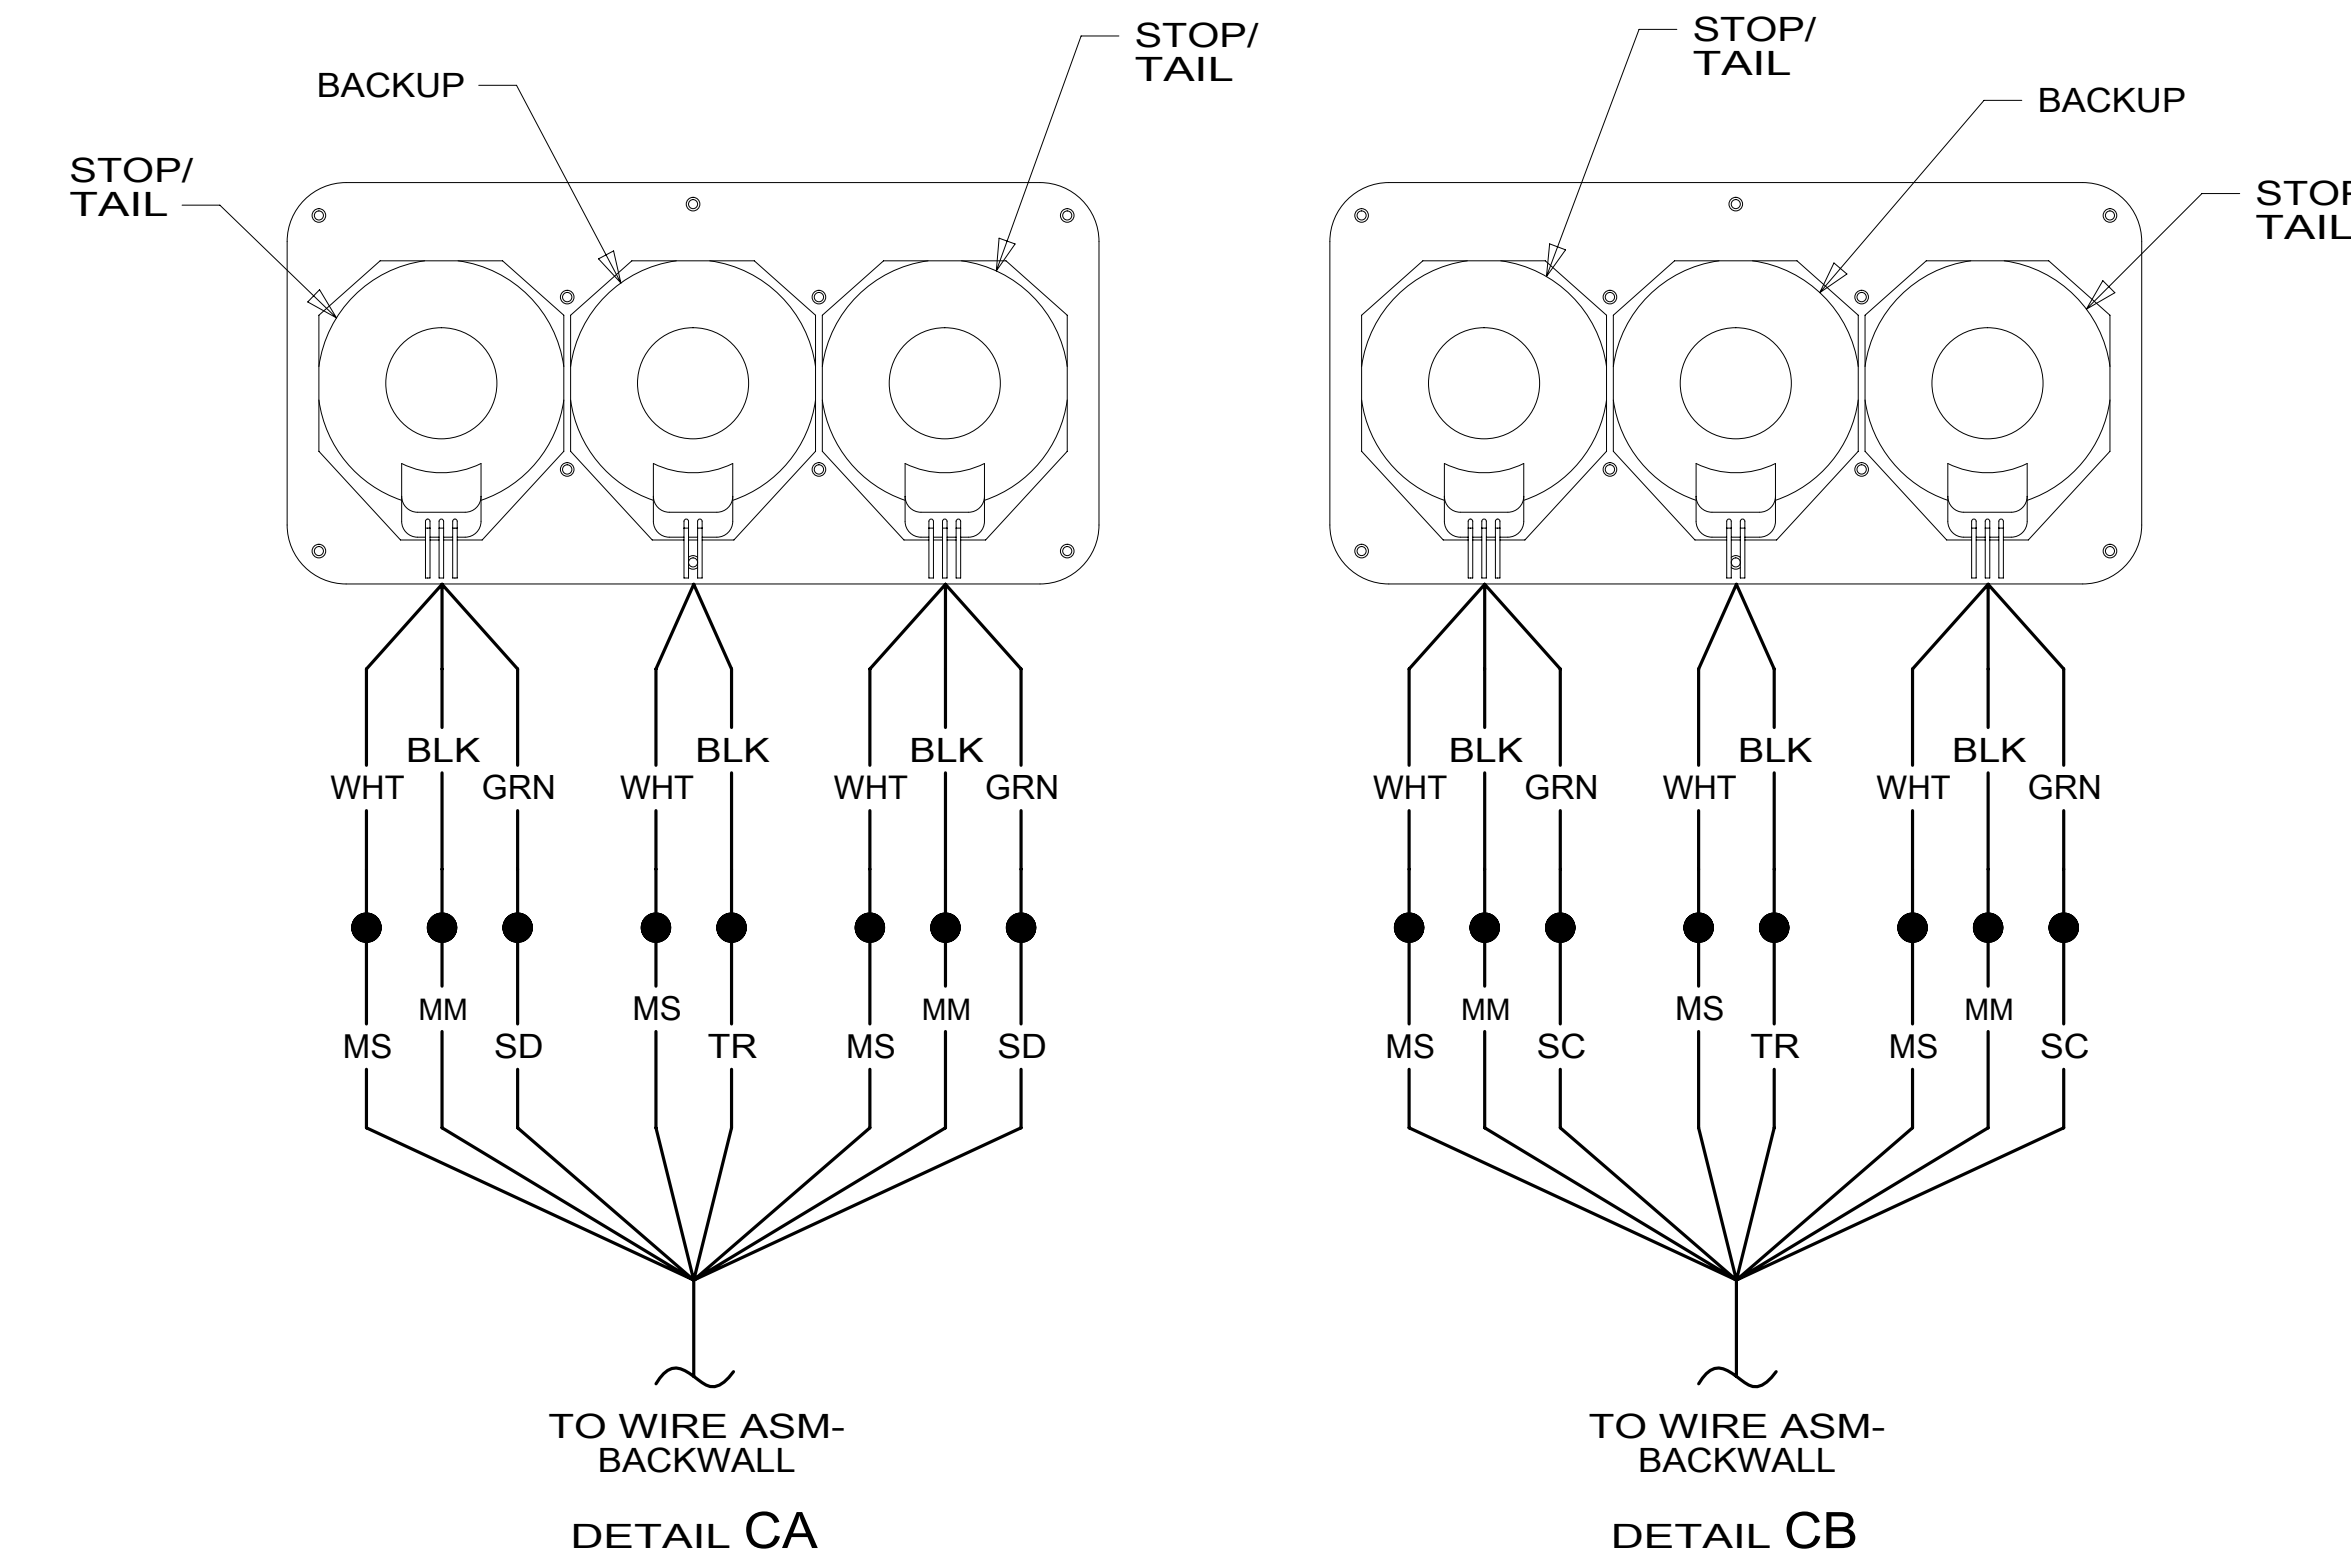 STOP/
TAIL
BACKUP
STOP/
TAIL
WHT BLK GRN WHT BLK WHT BLK GRN
MS MM SD MS TR MS MM SD
TO WIRE ASM-
BACKWALL
DETAIL CA
STOP/
TAIL
BACKUP
STOP
TAIL
WHT BLK GRN WHT BLK WHT BLK GRN
MS MM SC MS TR MS MM SC
TO WIRE ASM-
BACKWALL
DETAIL CB